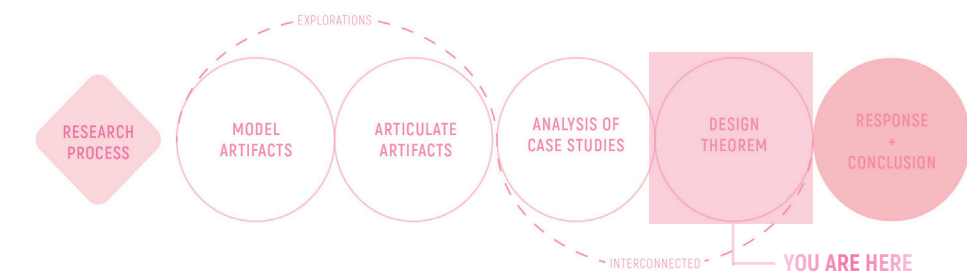 EXPLORATIONS
RESEARCH
PROCESS
MODEL
ARTIFACTS
ARTICULATE
ARTIFACTS
ANALYSIS OF
CASE STUDIES
DESIGN
THEOREM
RESPONSE
+
CONCLUSION
INTERCONNECTED
YOU ARE HERE